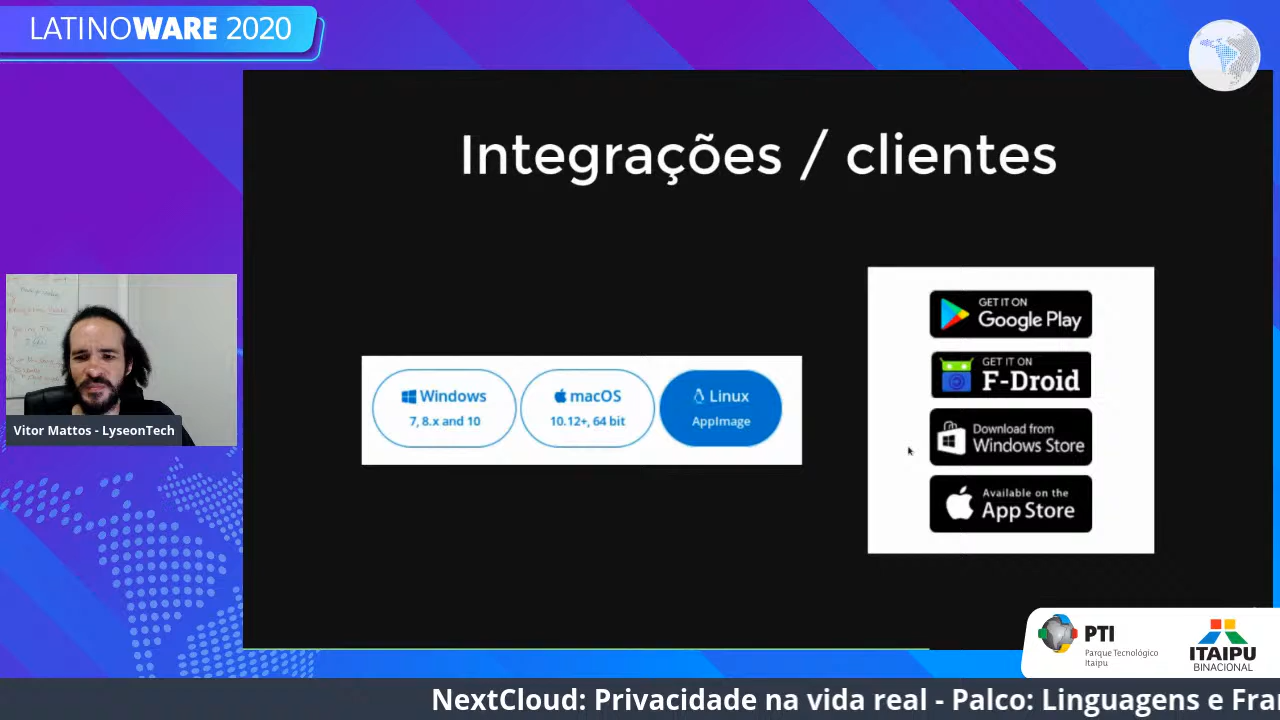 LATINOWARE 2020
Integrações / clientes
Windows
7, 8.x and 10
macOS
10.12+, 64 bit
Linux
AppImage
GET IT ON
Google Play
GET IT ON
F-Droid
Download from
Windows Store
Available on the
App Store
Vitor Mattos - LyseonTech
PTI
Parque Tecnológico
Itaipu
ITAIPU
BINACIONAL
NextCloud: Privacidade na vida real - Palco: Linguagens e Fra